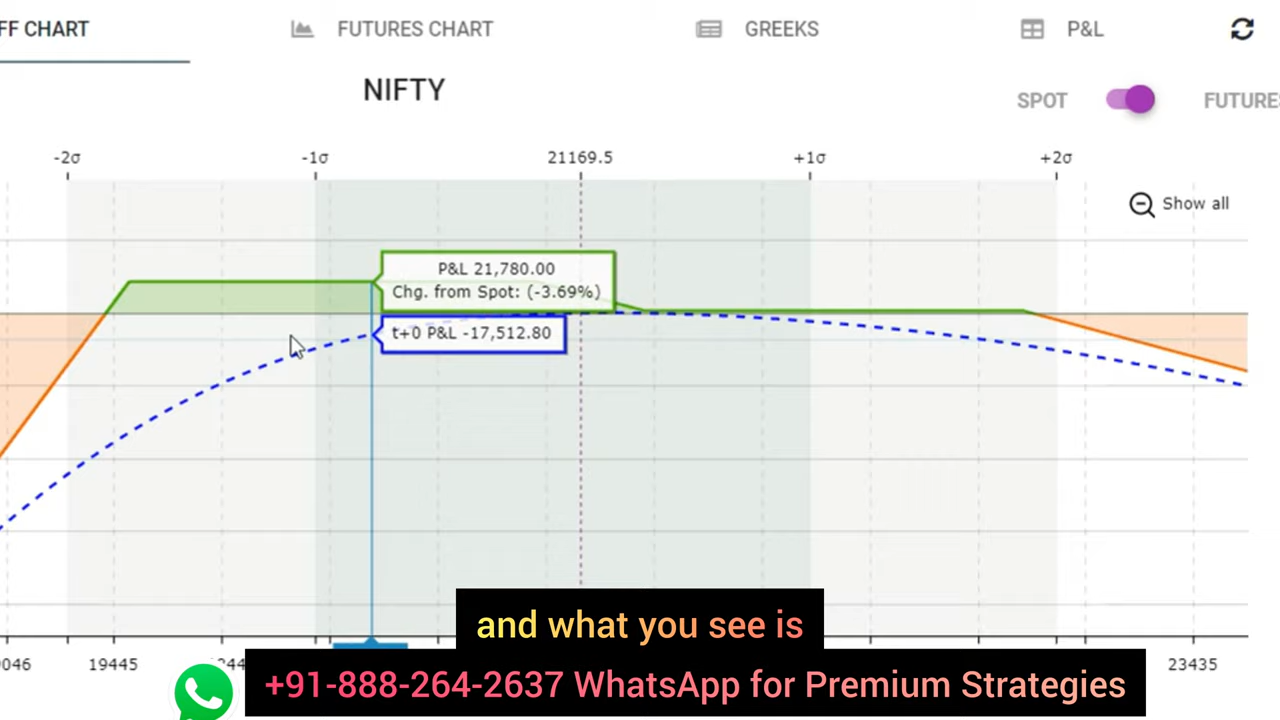 FF CHART
FUTURES CHART
GREEKS
P&L
NIFTY
SPOT
FUTURES
-2σ
-1σ
21169.5
+1σ
+2σ
Show all
P&L 21,780.00
Chg. from Spot: (-3.69%)
t+0 P&L -17,512.80
and what you see is
9046
19445
23435
+91-888-264-2637 WhatsApp for Premium Strategies